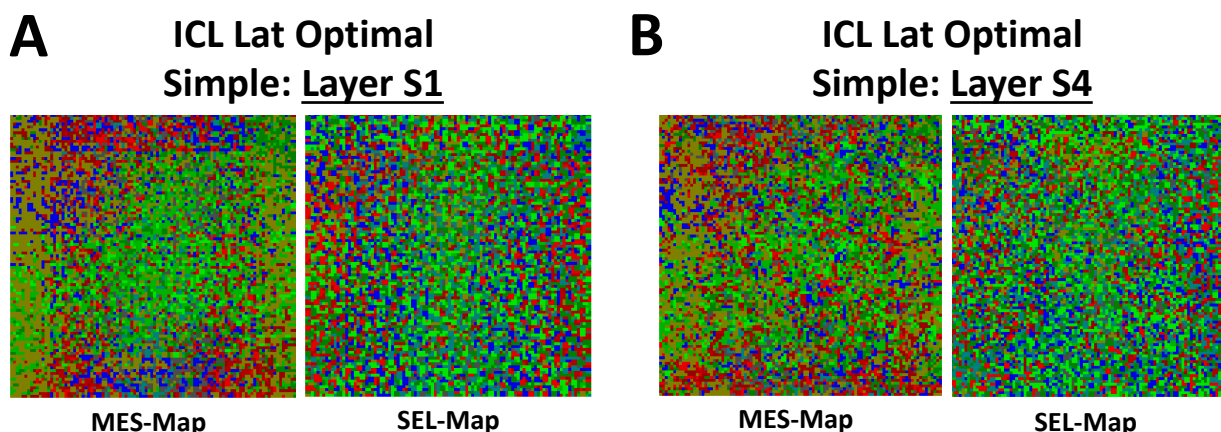 A
ICL Lat Optimal
Simple: Layer S1
MES-Map
SEL-Map
B
ICL Lat Optimal
Simple: Layer S4
MES-Map
SEL-Map